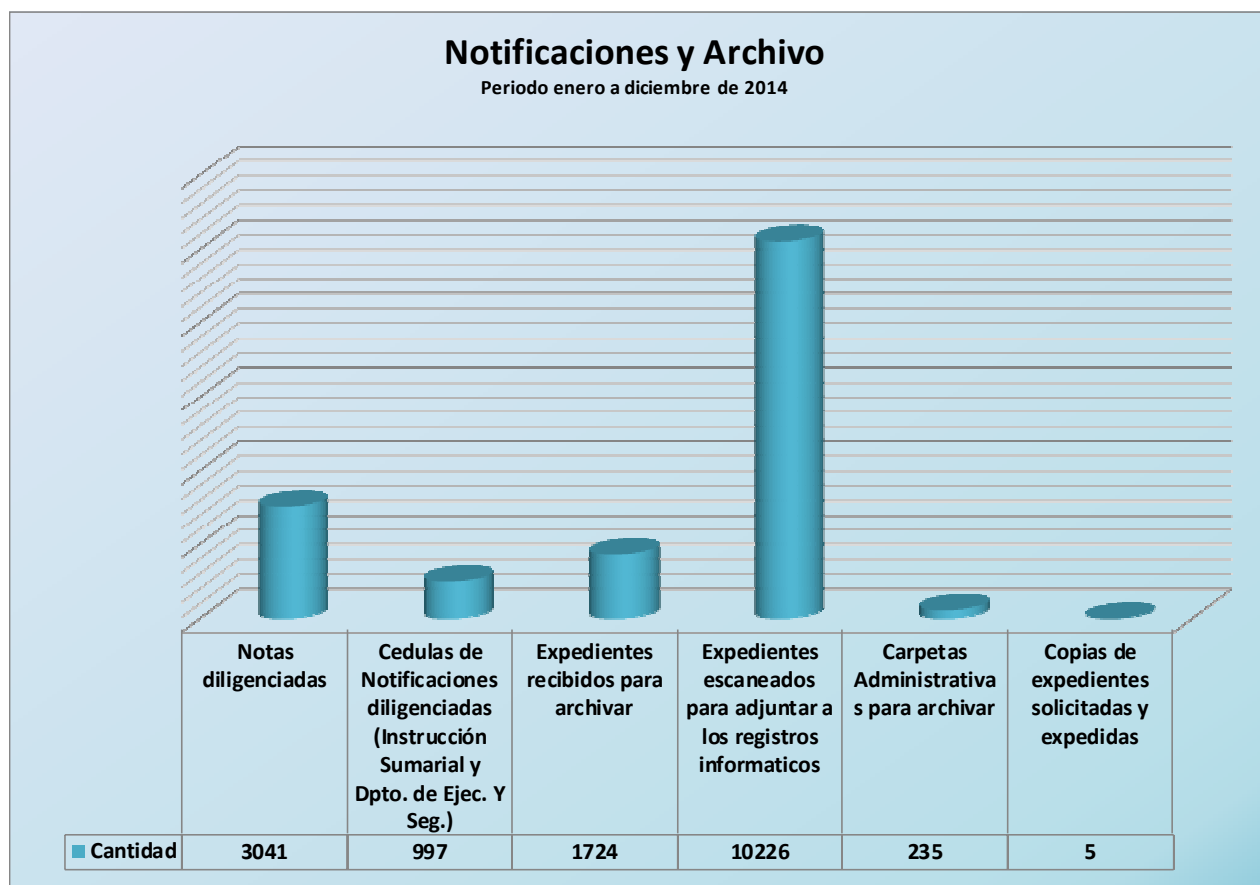 Notificaciones y Archivo
Periodo enero a diciembre de 2014
Notas
diligenciadas
Cedulas de
Notificaciones
diligenciadas
(Instrucción
Sumarial y
Dpto. de Ejec. Y
Seg.)
Expedientes
recibidos para
archivar
Expedientes
escaneados
para adjuntar a
los registros
informaticos
Carpetas
Administrativa
s para archivar
Copias de
expedientes
solicitadas y
expedidas
Cantidad 3041 997 1724 10226 235 5